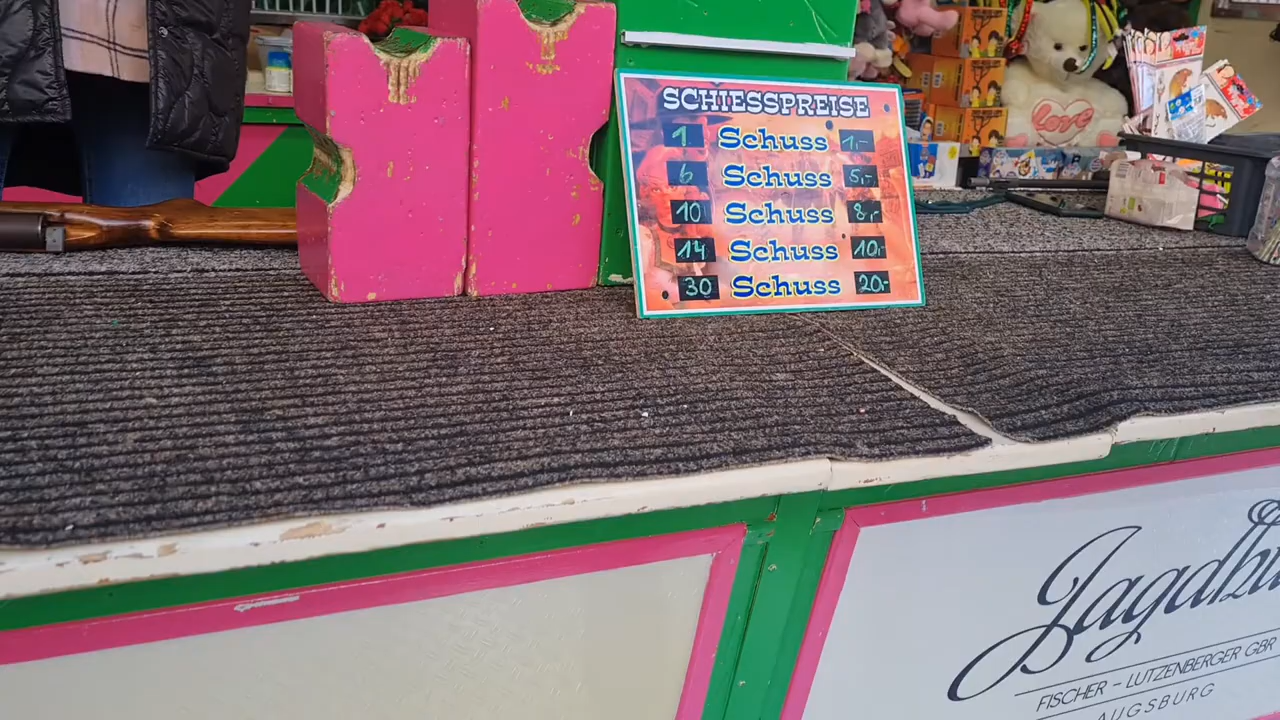 SCHIESSPREISE
1 Schuss 1,-
6 Schuss 5,-
10 Schuss 8,-
14 Schuss 10,-
30 Schuss 20,-
Love
FISCHER - LUTZENBERGER GBR
AUGSBURG